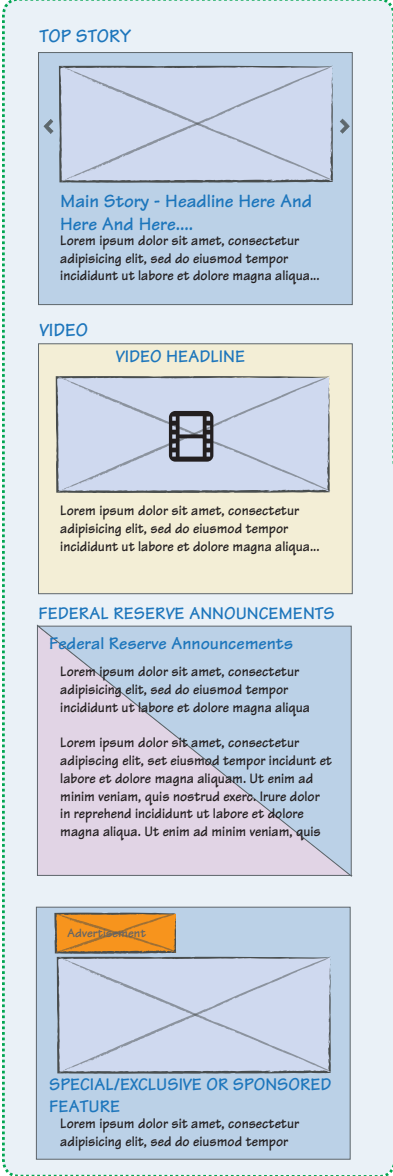 TOP STORY
Main Story - Headline Here And
Here And Here....
Lorem ipsum dolor sit amet, consectetur
adipisicing elit, sed do eiusmod tempor
incididunt ut labore et dolore magna aliqua...
VIDEO
VIDEO HEADLINE
Lorem ipsum dolor sit amet, consectetur
adipisicing elit, sed do eiusmod tempor
incididunt ut labore et dolore magna aliqua...
FEDERAL RESERVE ANNOUNCEMENTS
Federal Reserve Announcements
Lorem ipsum dolor sit amet, consectetur
adipisicing elit, sed do eiusmod tempor
incididunt ut labore et dolore magna aliqua
Lorem ipsum dolor sit amet, consectetur
adipiscing elit, set eiusmod tempor incidunt et
labore et dolore magna aliquam. Ut enim ad
minim veniam, quis nostrud exerc. Irure dolor
in reprehend incididunt ut labore et dolore
magna aliqua. Ut enim ad minim veniam, quis
Advertisement
SPECIAL/EXCLUSIVE OR SPONSORED
FEATURE
Lorem ipsum dolor sit amet, consectetur
adipisicing elit, sed do eiusmod tempor